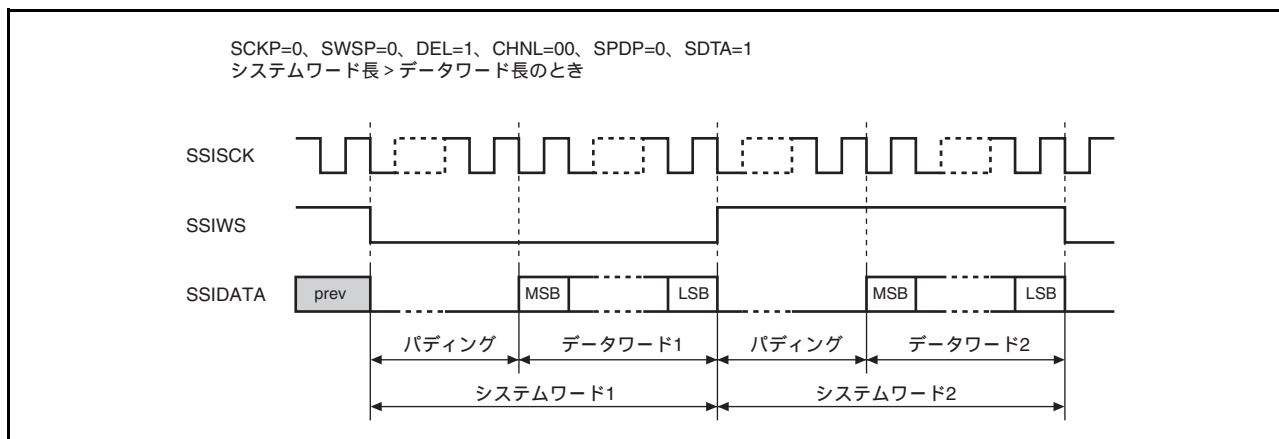 SCKP=0、SWSP=0、DEL=1、CHNL=00、SPDP=0、SDTA=1
システムワード長>データワード長のとき
SSISCK
SSIWS
SSIDATA
prev
MSB
LSB
MSB
LSB
パディング
データワード1
パディング
データワード2
システムワード1
システムワード2